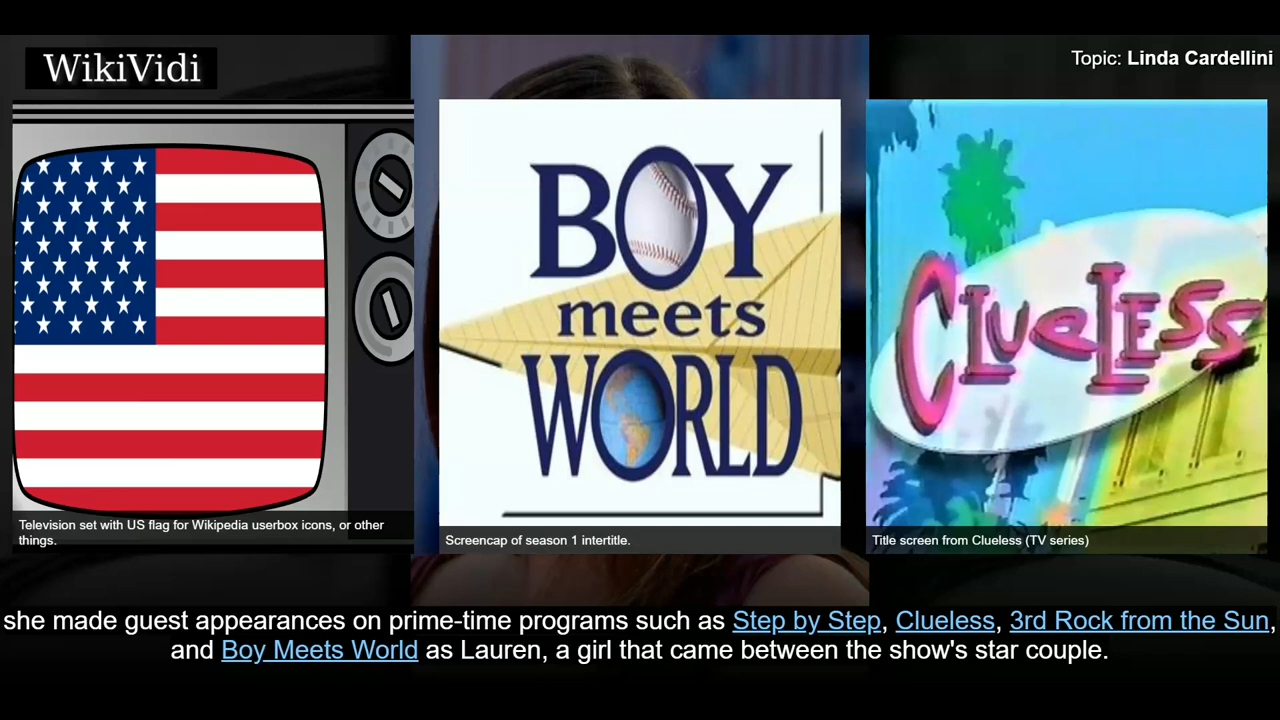 WikiVidi
Topic: Linda Cardellini
BOY
meets
WORLD
CLUELESS
Television set with US flag for Wikipedia userbox icons, or other
things.
Screencap of season 1 intertitle.
Title screen from Clueless (TV series)
she made guest appearances on prime-time programs such as Step by Step, Clueless, 3rd Rock from the Sun,
and Boy Meets World as Lauren, a girl that came between the show's star couple.